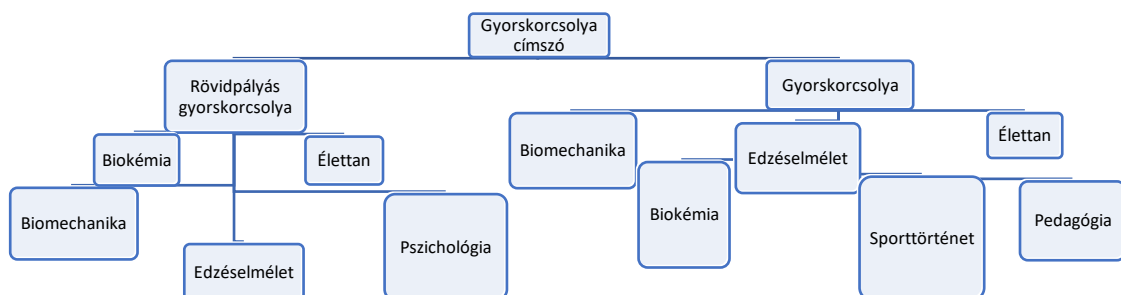 Gyorskorcsolya
címszó
Rövidpályás
gyorskorcsolya
Gyorskorcsolya
Biokémia
Élettan
Biomechanika
Edzéselmélet
Élettan
Biomechanika
Pszichológia
Biokémia
Sporttörténet
Pedagógia
Edzéselmélet